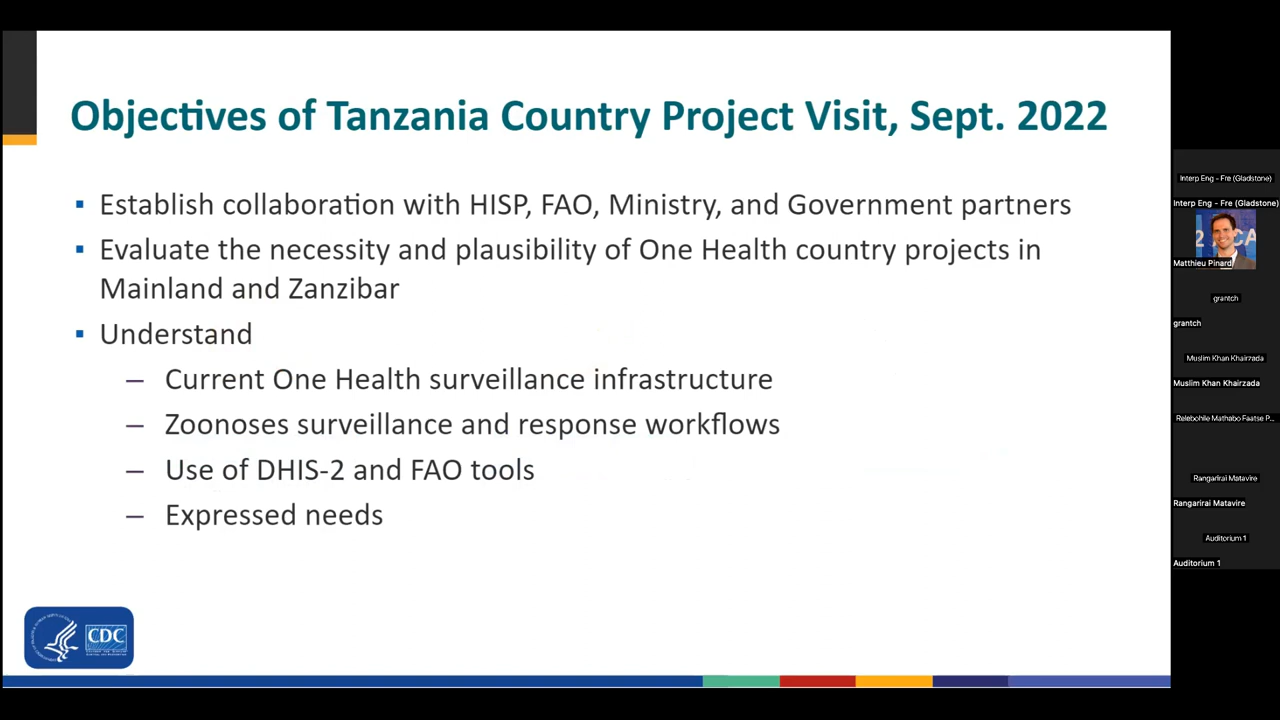 Objectives of Tanzania Country Project Visit, Sept. 2022
Establish collaboration with HISP, FAO, Ministry, and Government partners
Evaluate the necessity and plausibility of One Health country projects in
Mainland and Zanzibar
Understand
– Current One Health surveillance infrastructure
– Zoonoses surveillance and response workflows
– Use of DHIS-2 and FAO tools
– Expressed needs
CDC
Interp Eng - Fre (Gladstone)
Interp Eng - Fre (Gladstone)
Matthieu Pinard
grantch
grantch
Muslim Khan Khairzada
Muslim Khan Khairzada
Relebohile Mathabo Faatse P...
Rangarirai Matavire
Rangarirai Matavire
Auditorium 1
Auditorium 1